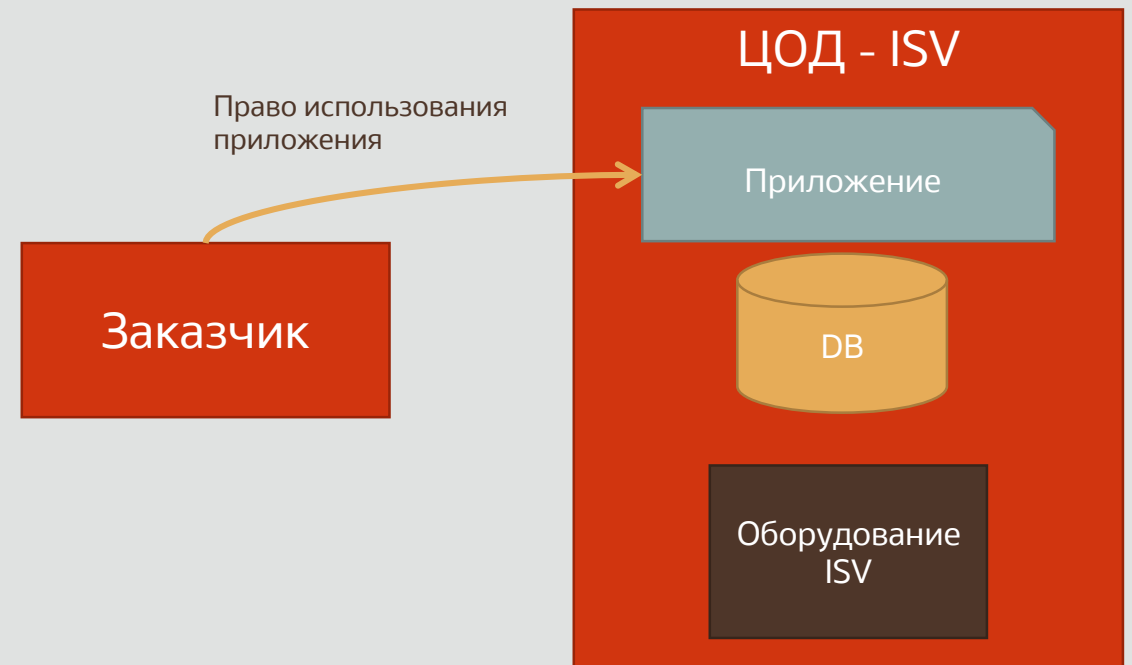 ЦОД - ISV
Право использования
приложения
Приложение
Заказчик
DB
Оборудование
ISV